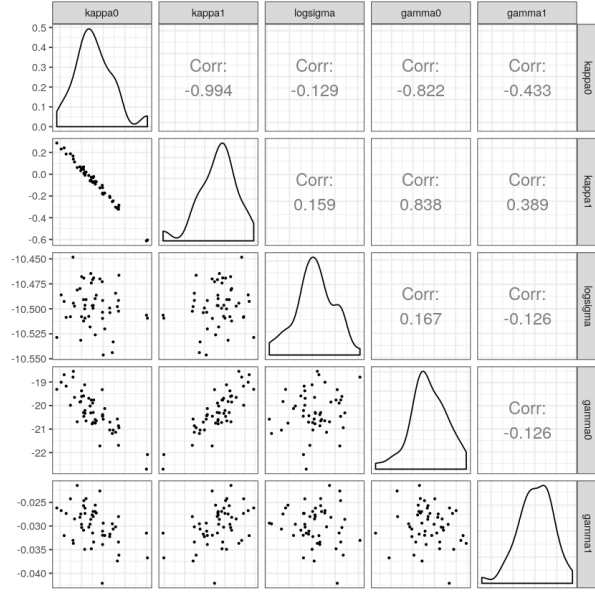 kappa0 kappa1 logsigma gamma0 gamma1
0.5
0.4
0.3
0.2
0.1
0.0
Corr:
-0.994
Corr:
-0.129
Corr:
-0.822
Corr:
-0.433
kappa0
0.2
0.0
-0.2
-0.4
-0.6
Corr:
0.159
Corr:
0.838
Corr:
0.389
kappa1
-10.450
-10.475
-10.500
-10.525
-10.550
Corr:
0.167
Corr:
-0.126
logsigma
-19
-20
-21
-22
Corr:
-0.126
gamma0
-0.025
-0.030
-0.035
-0.040
gamma1